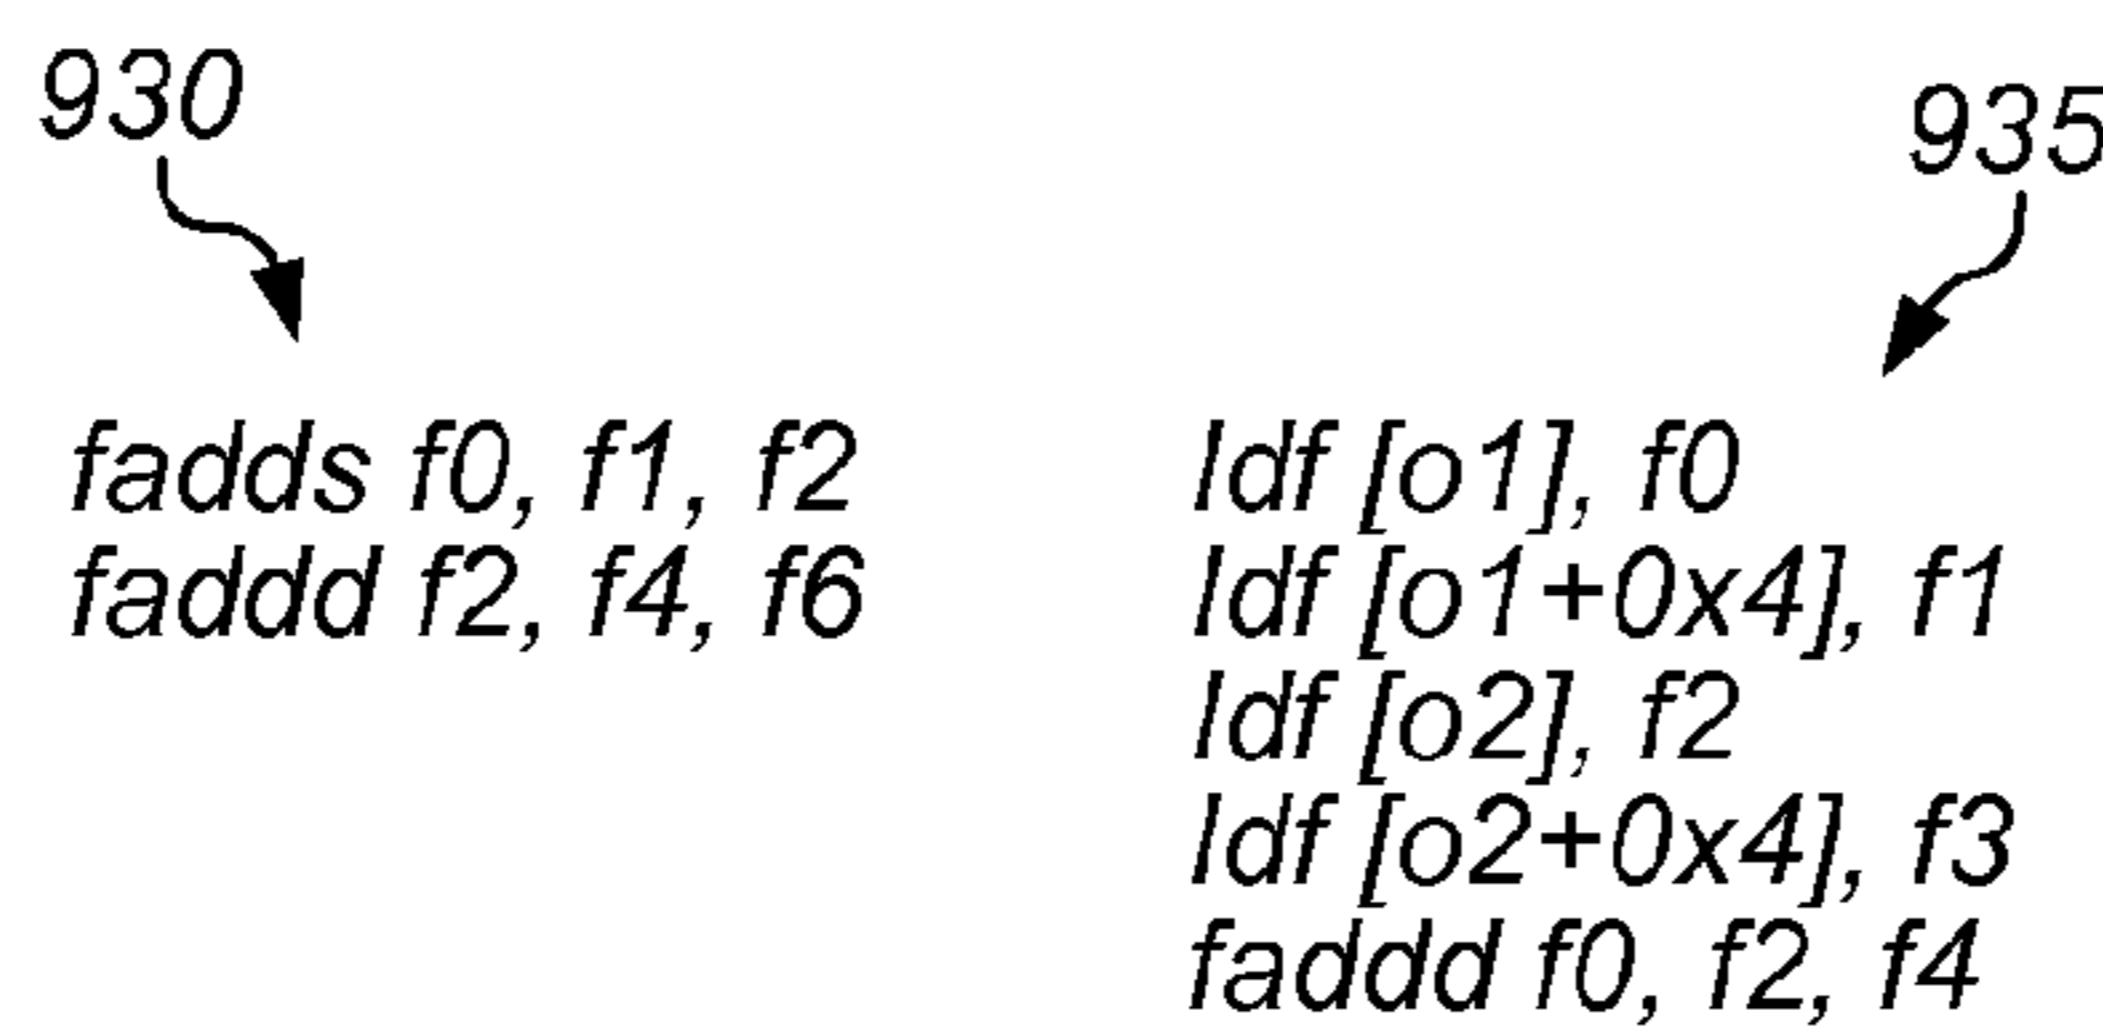 930
935
fadds f0, f1, f2
faddd f2, f4, f6
ldf [o1], f0
ldf [o1+0x4], f1
ldf [o2], f2
ldf [o2+0x4], f3
faddd f0, f2, f4